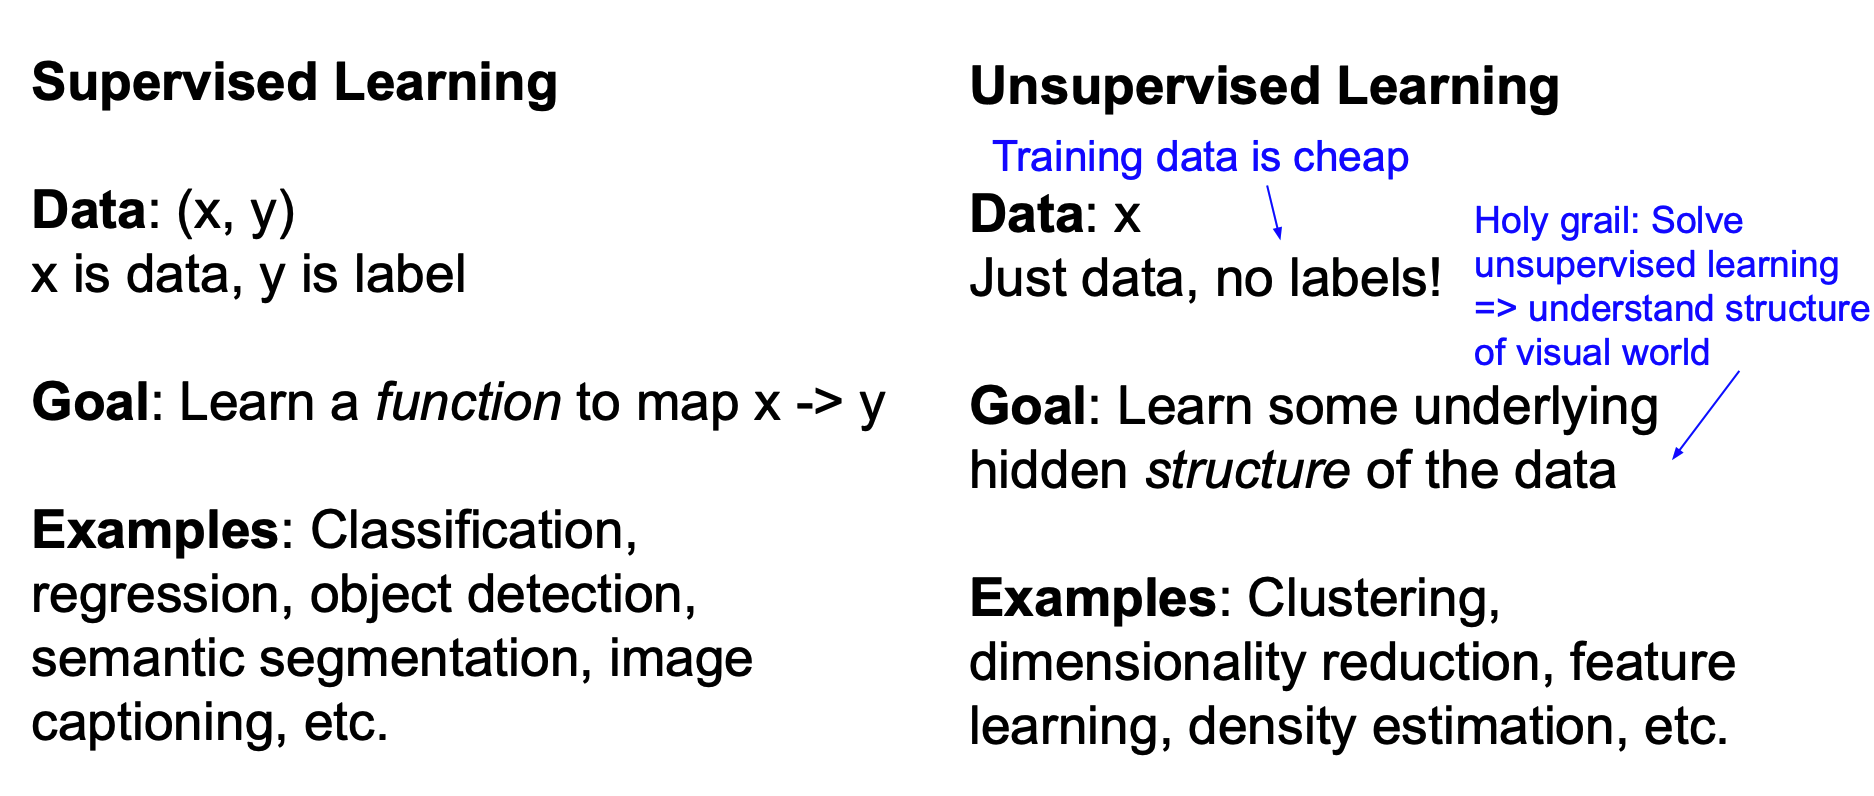 Supervised Learning
Data: (x, y)
x is data, y is label
Goal: Learn a function to map x -> y
Examples: Classification,
regression, object detection,
semantic segmentation, image
captioning, etc.
Unsupervised Learning
Training data is cheap
Data: x
Just data, no labels!
Holy grail: Solve
unsupervised learning
=> understand structure
of visual world
Goal: Learn some underlying
hidden structure of the data
Examples: Clustering,
dimensionality reduction, feature
learning, density estimation, etc.